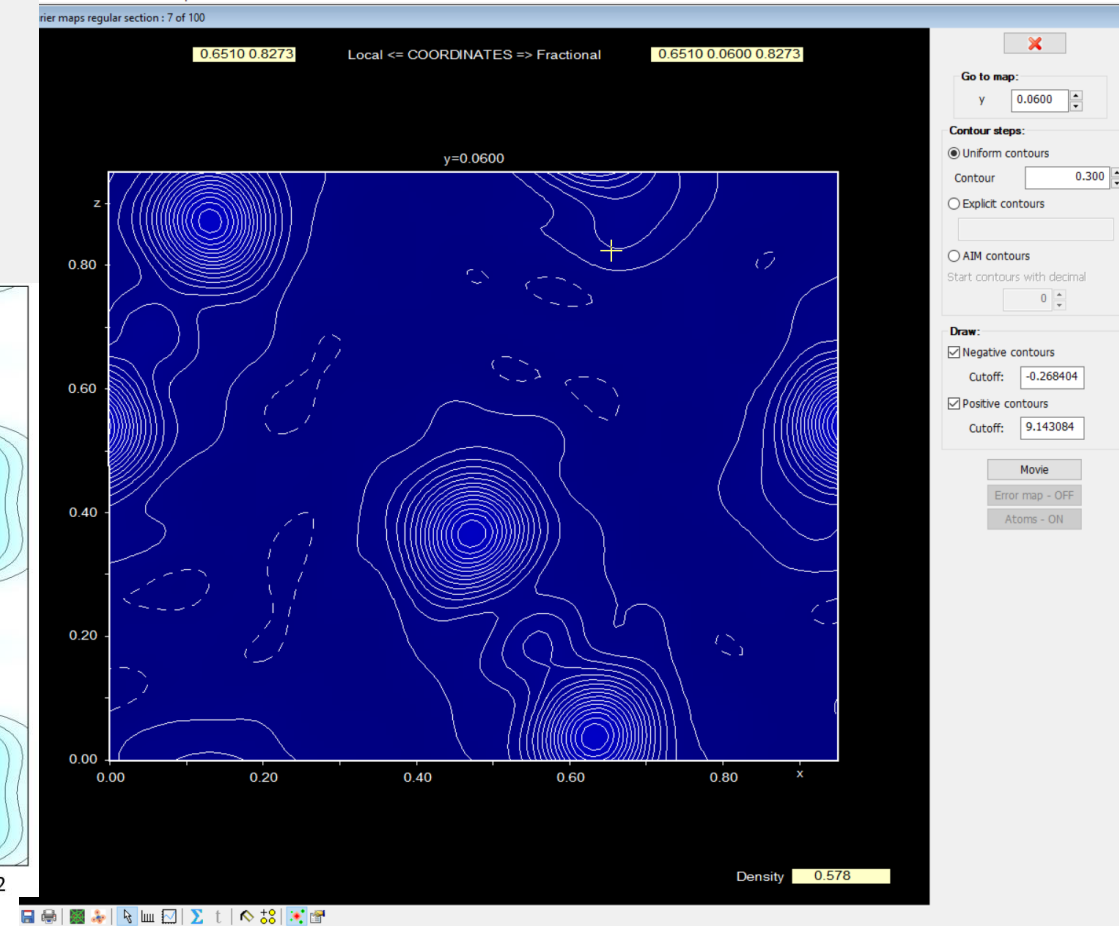 rier maps regular section : 7 of 100
0.6510 0.8273 Local <= COORDINATES => Fractional 0.6510 0.0600 0.8273
Go to map:
y 0.0600
Contour steps:
Uniform contours
Contour 0.300
Explicit contours
AIM contours
Start contours with decimal
0
Draw:
Negative contours
Cutoff: -0.268404
Positive contours
Cutoff: 9.143084
Movie
Error map - OFF
Atoms - ON
y=0.0600
z
0.80
0.60
0.40
0.20
0.00
0.00 0.20 0.40 0.60 0.80 x
Density 0.578
2
t